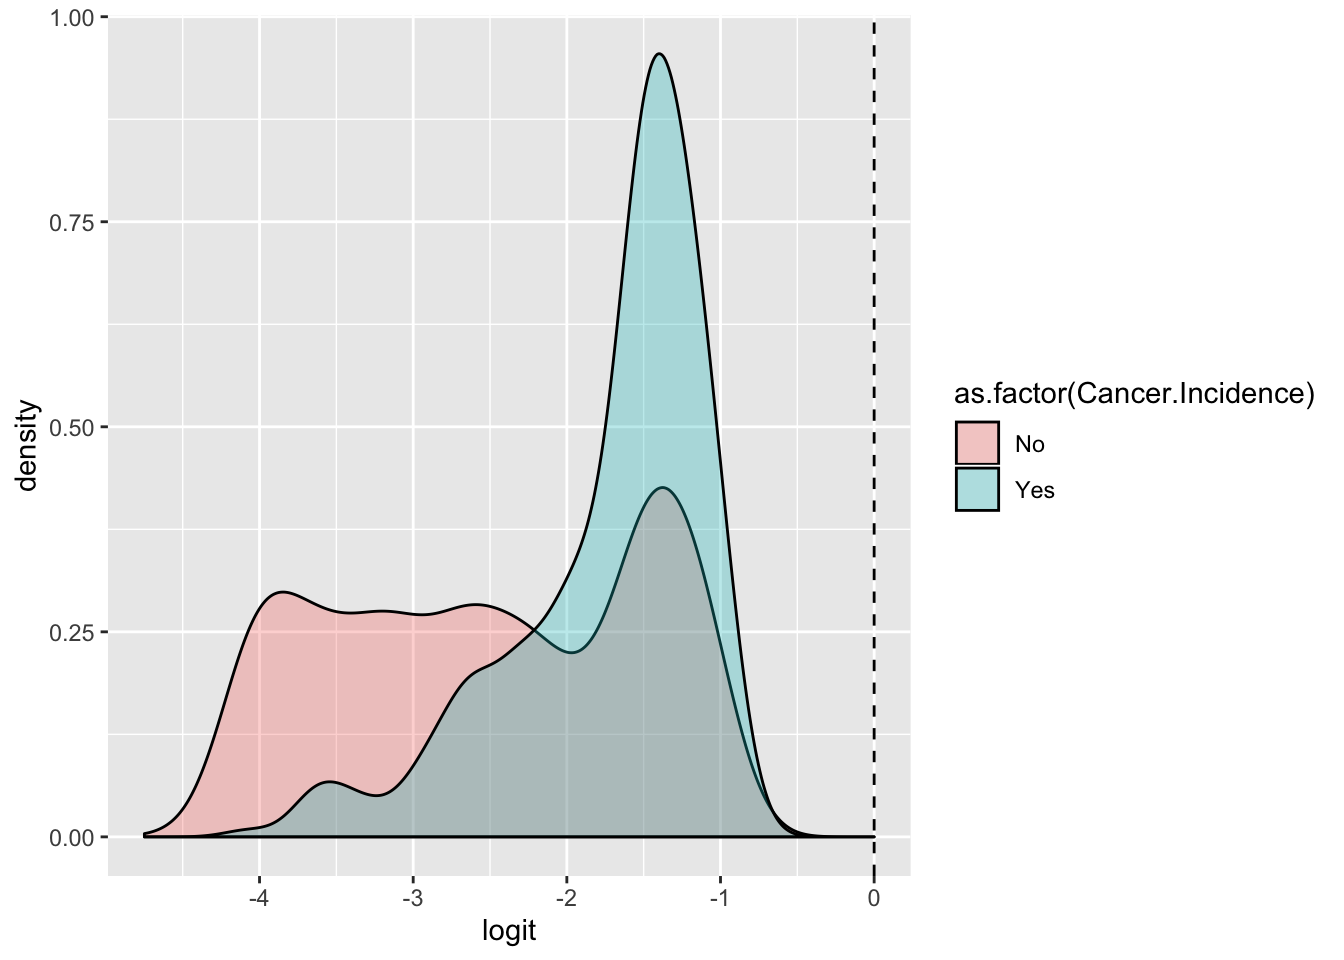 1.00
0.75
0.50
0.25
0.00
density
-4 -3 -2 -1 0
logit
as.factor(Cancer.Incidence)
No
Yes